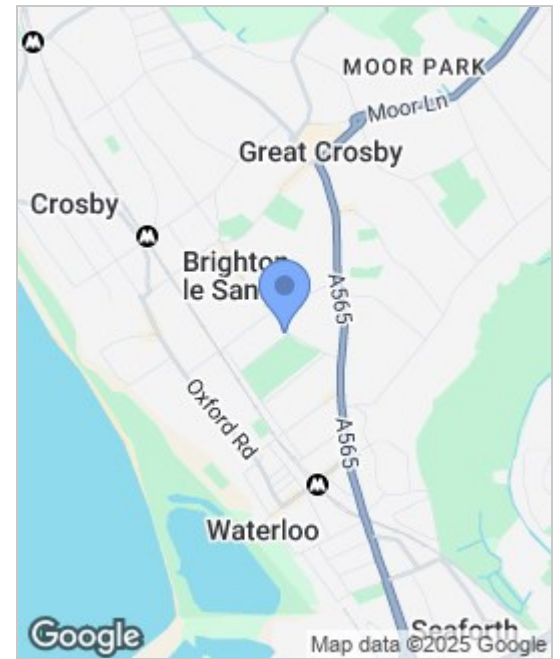 MOOR PARK
Moor Ln
Great Crosby
Crosby
Brighton
le San
A565
Oxford Rd
A565
Waterloo
Seaforth
Google
Map data ©2025 Google